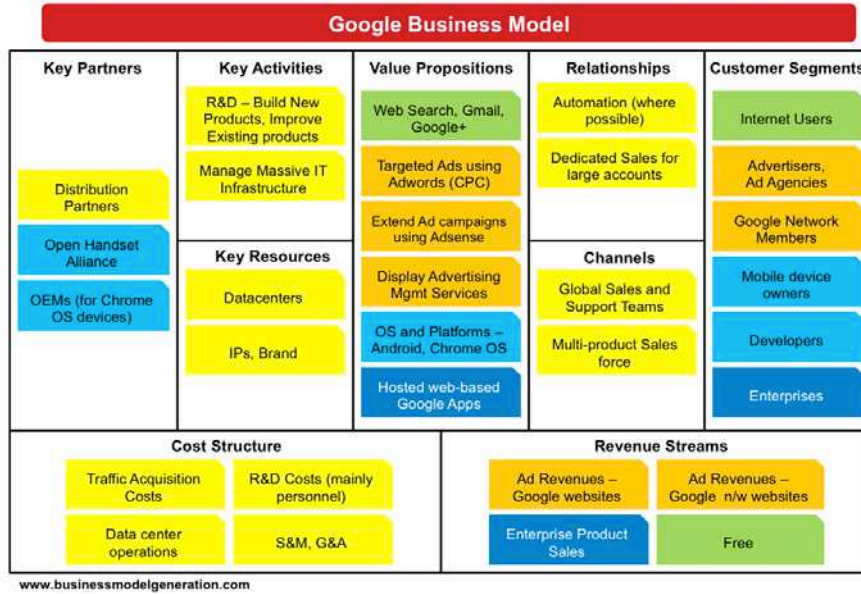 Google Business Model
Key Partners
Distribution
Partners
Open Handset
Alliance
OEMs (for Chrome
OS devices)
Key Activities
R&D – Build New
Products, Improve
Existing products
Manage Massive IT
Infrastructure
Key Resources
Datacenters
IPs, Brand
Value Propositions
Web Search, Gmail,
Google+
Targeted Ads using
Adwords (CPC)
Extend Ad campaigns
using Adsense
Display Advertising
Mgmt Services
OS and Platforms –
Android, Chrome OS
Hosted web-based
Google Apps
Relationships
Automation (where
possible)
Dedicated Sales for
large accounts
Channels
Global Sales and
Support Teams
Multi-product Sales
force
Customer Segments
Internet Users
Advertisers,
Ad Agencies
Google Network
Members
Mobile device
owners
Developers
Enterprises
Cost Structure
Traffic Acquisition
Costs
R&D Costs (mainly
personnel)
Data center
operations
S&M, G&A
Revenue Streams
Ad Revenues –
Google websites
Ad Revenues –
Google n/w websites
Enterprise Product
Sales
Free
www.businessmodelgeneration.com